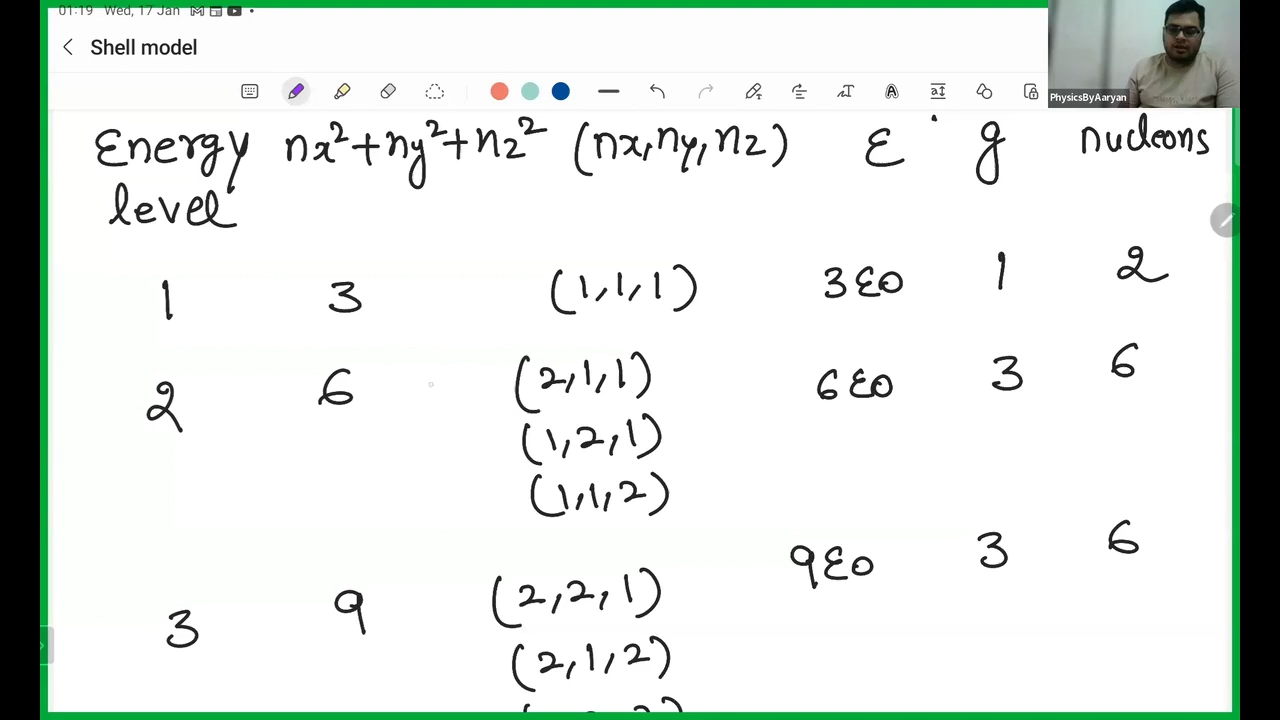 01:19 Wed, 17 Jan
Shell model
PhysicsByAaryan
Energy level nx²+ny²+nz² (nx,ny,nz) ε g nucleons
1 3 (1,1,1) 3ε0 1 2
2 6 (2,1,1) 6ε0 3 6
(1,2,1)
(1,1,2)
3 9 (2,2,1) 9ε0 3 6
(2,1,2)